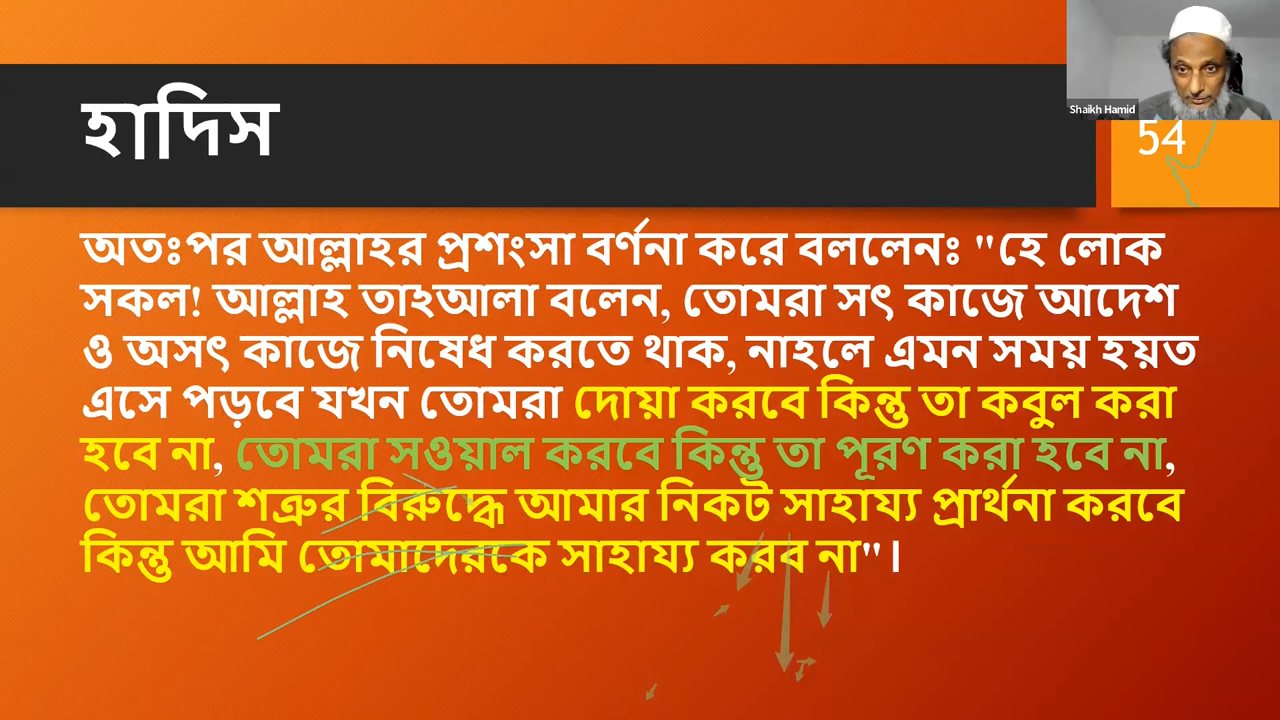 হাদিস
Shaikh Hamid
54
অতঃপর আল্লাহর প্রশংসা বর্ণনা করে বললেনঃ "হে লোক
সকল! আল্লাহ তাঽআলা বলেন, তোমরা সৎ কাজে আদেশ
ও অসৎ কাজে নিষেধ করতে থাক, নাহলে এমন সময় হয়ত
এসে পড়বে যখন তোমরা দোয়া করবে কিন্তু তা কবুল করা
হবে না, তোমরা সওয়াল করবে কিন্তু তা পূরণ করা হবে না,
তোমরা শত্রুর বিরুদ্ধে আমার নিকট সাহায্য প্রার্থনা করবে
কিন্তু আমি তোমাদেরকে সাহায্য করব না"।